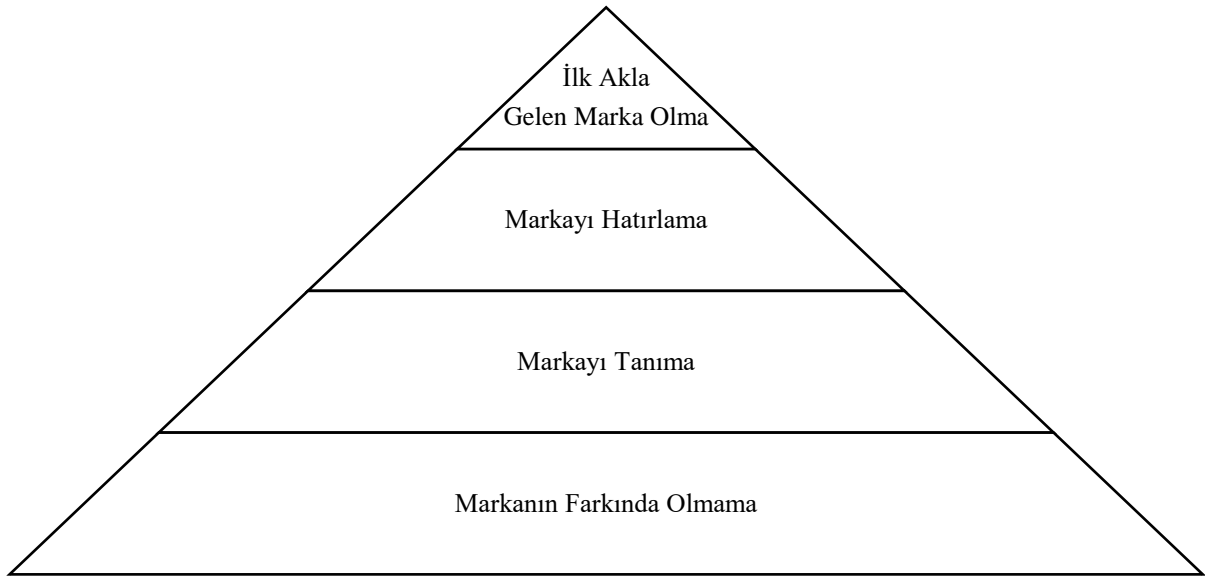 İlk Akla
Gelen Marka Olma
Markayı Hatırlama
Markayı Tanıma
Markanın Farkında Olmama